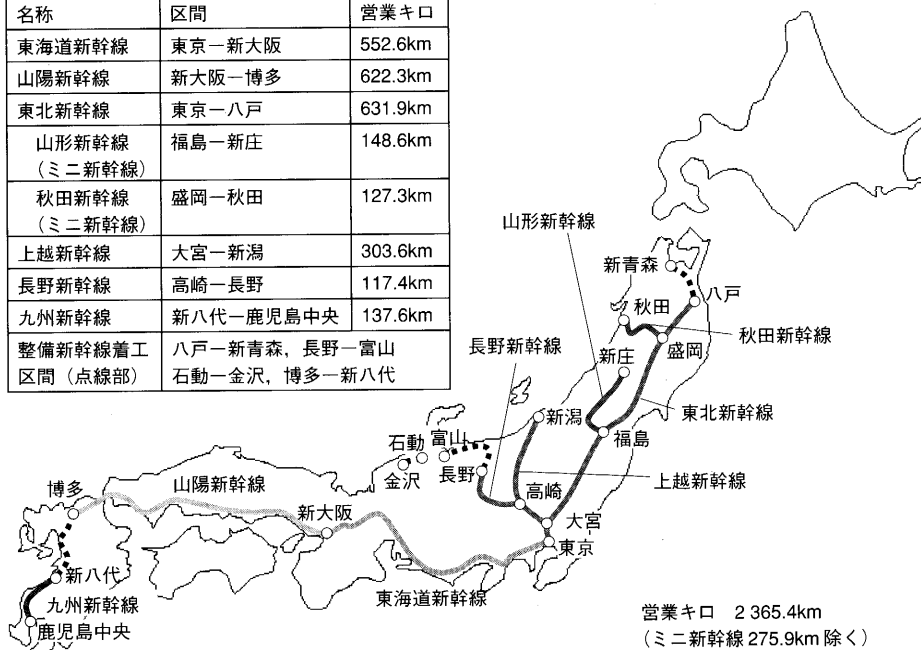 名称 区間 営業キロ
東海道新幹線 東京－新大阪 552.6km
山陽新幹線 新大阪－博多 622.3km
東北新幹線 東京－八戸 631.9km
山形新幹線 福島－新庄 148.6km
（ミニ新幹線）
秋田新幹線 盛岡－秋田 127.3km
（ミニ新幹線）
上越新幹線 大宮－新潟 303.6km
長野新幹線 高崎－長野 117.4km
九州新幹線 新八代－鹿児島中央 137.6km
整備新幹線着工 八戸－新青森，長野－富山
区間（点線部） 石動－金沢，博多－新八代
山形新幹線
新青森
八戸
秋田
秋田新幹線
盛岡
長野新幹線
新庄
東北新幹線
新潟
福島
石動
富山
金沢
長野
上越新幹線
山陽新幹線
博多
高崎
新大阪
大宮
東京
新八代
東海道新幹線
九州新幹線
鹿児島中央
営業キロ 2 365.4km
（ミニ新幹線 275.9km 除く）